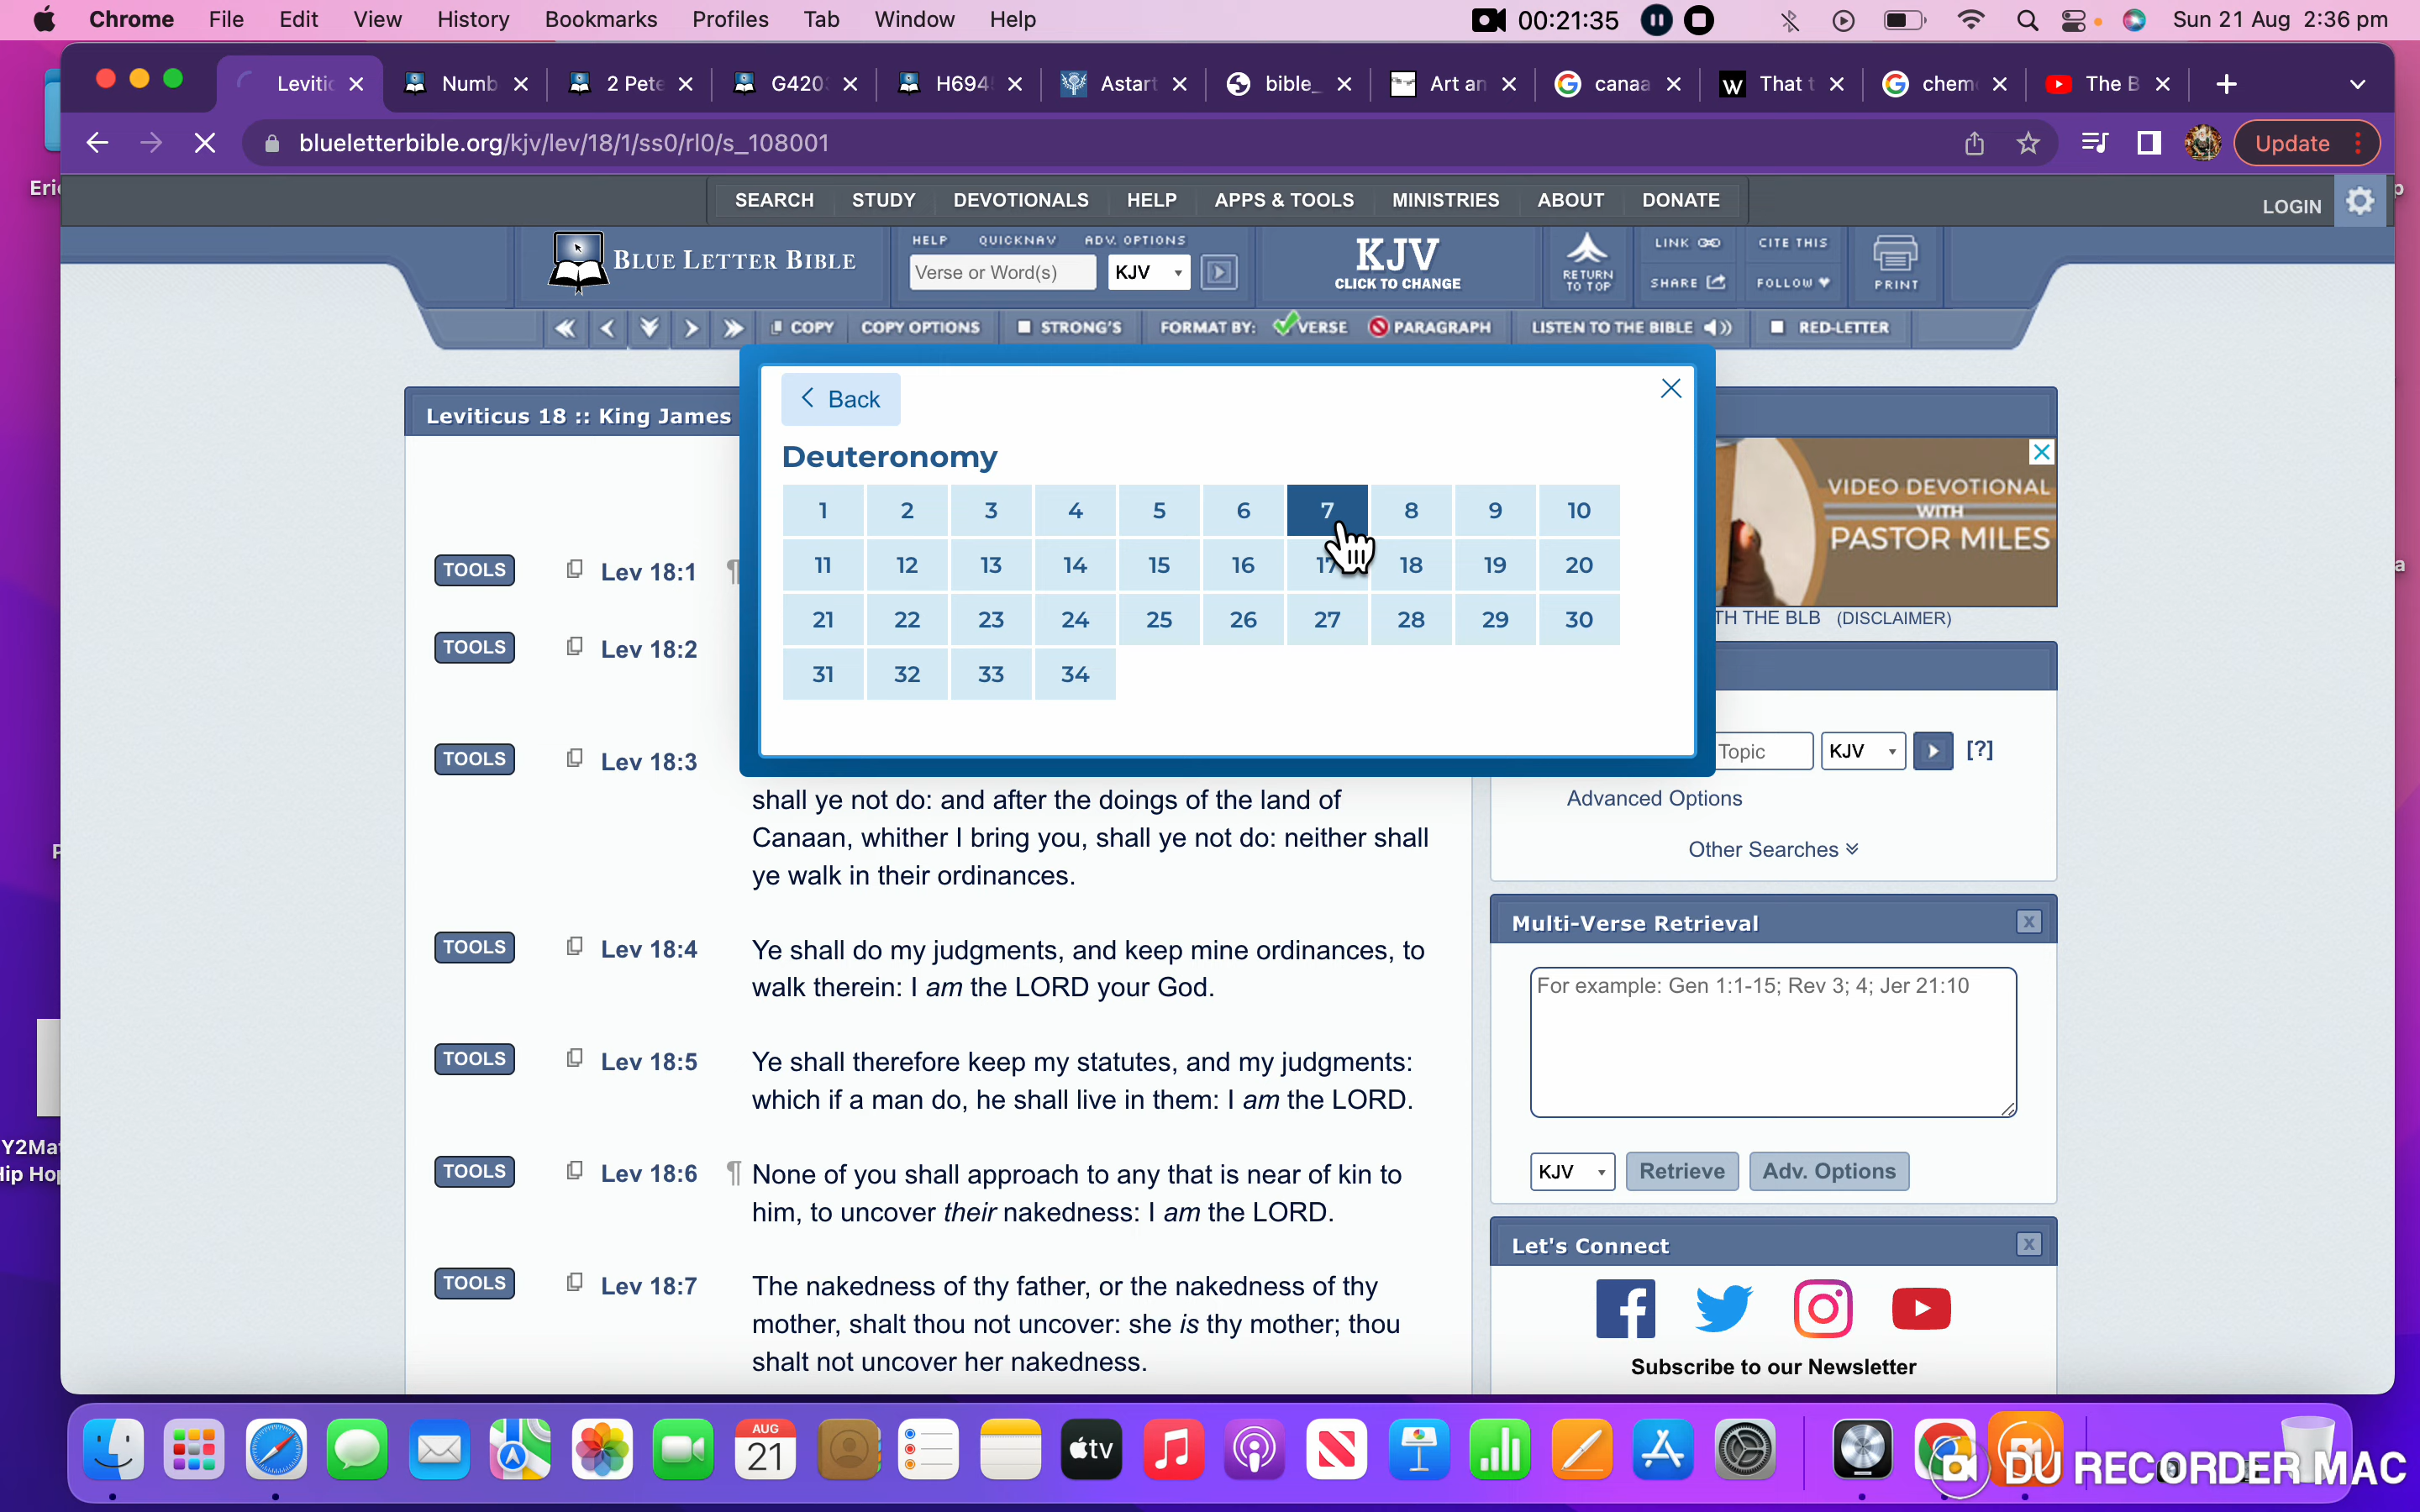 Chrome File Edit View History Bookmarks Profiles Tab Window Help 00:21:35 Sun 21 Aug 2:36 pm
Levitic Numb 2 Pete G420 H694 Astart bible_ Art an canaa That t chem The B
blueletterbible.org/kjv/lev/18/1/ss0/rl0/s_108001 Update
SEARCH STUDY DEVOTIONALS HELP APPS & TOOLS MINISTRIES ABOUT DONATE LOGIN
HELP QUICKNAV ADV. OPTIONS
BLUE LETTER BIBLE
Verse or Word(s) KJV
KJV
CLICK TO CHANGE
RETURN
TO TOP
LINK CITE THIS
SHARE FOLLOW
PRINT
COPY COPY OPTIONS STRONG'S FORMAT BY: VERSE PARAGRAPH LISTEN TO THE BIBLE RED-LETTER
Leviticus 18 :: King James
Back
Deuteronomy
1 2 3 4 5 6 7 8 9 10
11 12 13 14 15 16 17 18 19 20
21 22 23 24 25 26 27 28 29 30
31 32 33 34
VIDEO DEVOTIONAL
WITH
PASTOR MILES
TH THE BLB (DISCLAIMER)
TOOLS Lev 18:1 ¶
TOOLS Lev 18:2
TOOLS Lev 18:3
shall ye not do: and after the doings of the land of
Canaan, whither I bring you, shall ye not do: neither shall
ye walk in their ordinances.
TOOLS Lev 18:4 Ye shall do my judgments, and keep mine ordinances, to
walk therein: I am the LORD your God.
TOOLS Lev 18:5 Ye shall therefore keep my statutes, and my judgments:
which if a man do, he shall live in them: I am the LORD.
TOOLS Lev 18:6 ¶ None of you shall approach to any that is near of kin to
him, to uncover their nakedness: I am the LORD.
TOOLS Lev 18:7 The nakedness of thy father, or the nakedness of thy
mother, shalt thou not uncover: she is thy mother; thou
shalt not uncover her nakedness.
Topic KJV [?]
Advanced Options
Other Searches
Multi-Verse Retrieval
For example: Gen 1:1-15; Rev 3; 4; Jer 21:10
KJV Retrieve Adv. Options
Let's Connect
Subscribe to our Newsletter
Eri
Y2Mat
Hip Ho
AUG
21
tv
DU RECORDER MAC